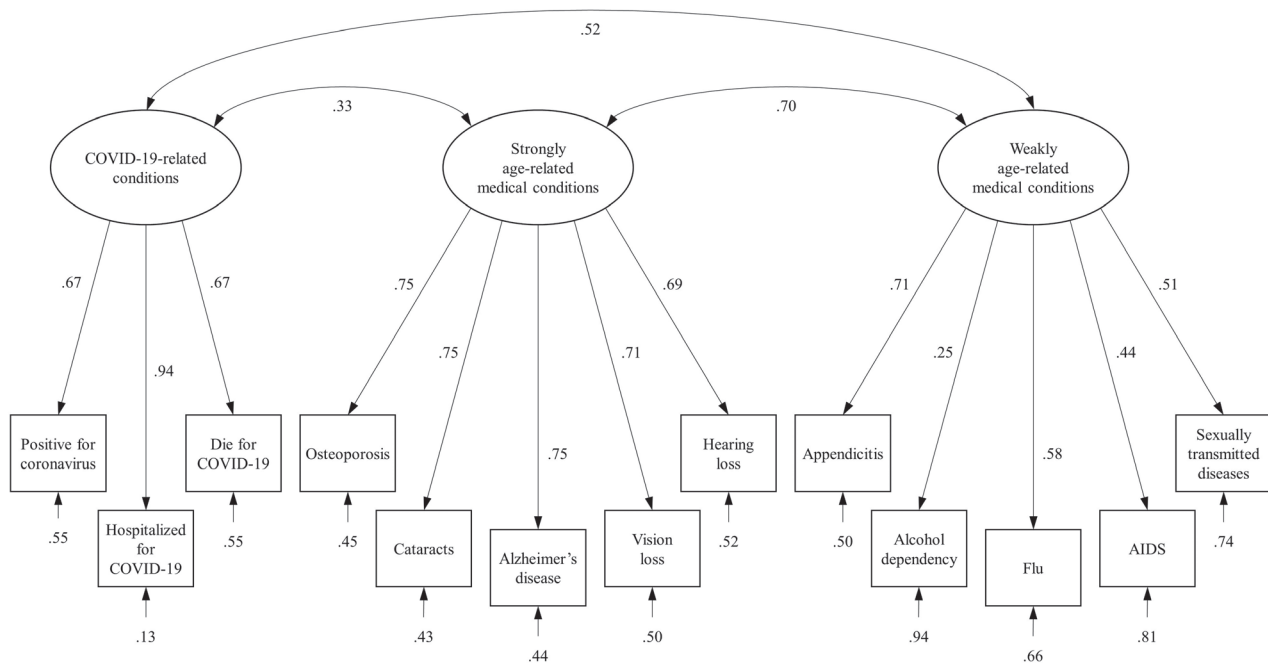 .52
.33
.70
COVID-19-related
conditions
Strongly
age-related
medical conditions
Weakly
age-related
medical conditions
.67
.94
.67
.75
.75
.75
.71
.69
.71
.25
.58
.44
.51
Positive for
coronavirus
Hospitalized
for
COVID-19
Die for
COVID-19
Osteoporosis
Cataracts
Alzheimer’s
disease
Vision
loss
Hearing
loss
Appendicitis
Alcohol
dependency
Flu
AIDS
Sexually
transmitted
diseases
.55
.13
.55
.45
.43
.44
.50
.52
.50
.94
.66
.81
.74